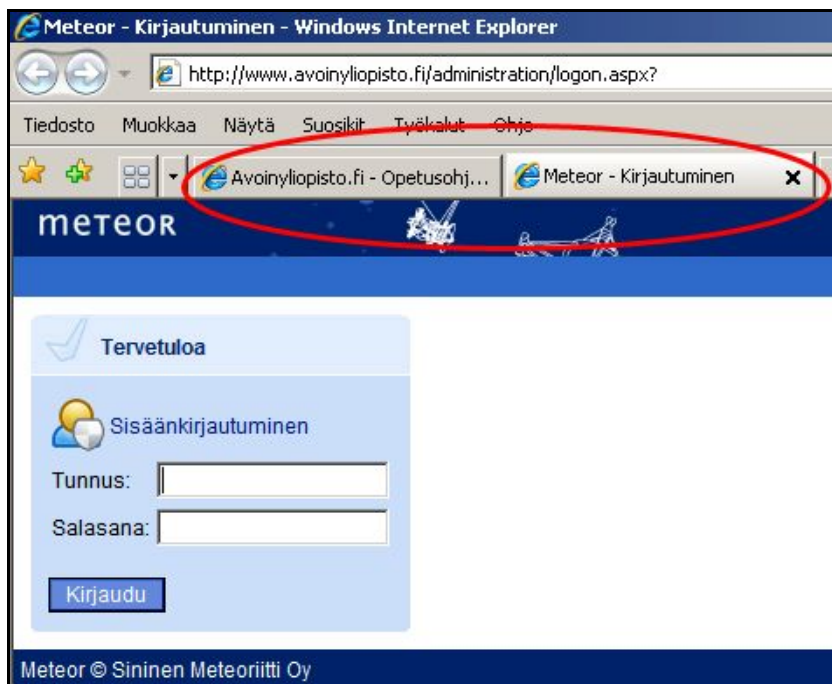 Meteor - Kirjautuminen - Windows Internet Explorer
http://www.avoinyliopisto.fi/administration/logon.aspx?
Tiedosto Muokkaa Näytä Suosikit Työkalut Ohje
Avoinyliopisto.fi - Opetusohj... Meteor - Kirjautuminen
meteor
Tervetuloa
Sisäänkirjautuminen
Tunnus:
Salasana:
Kirjaudu
Meteor © Sininen Meteoriitti Oy